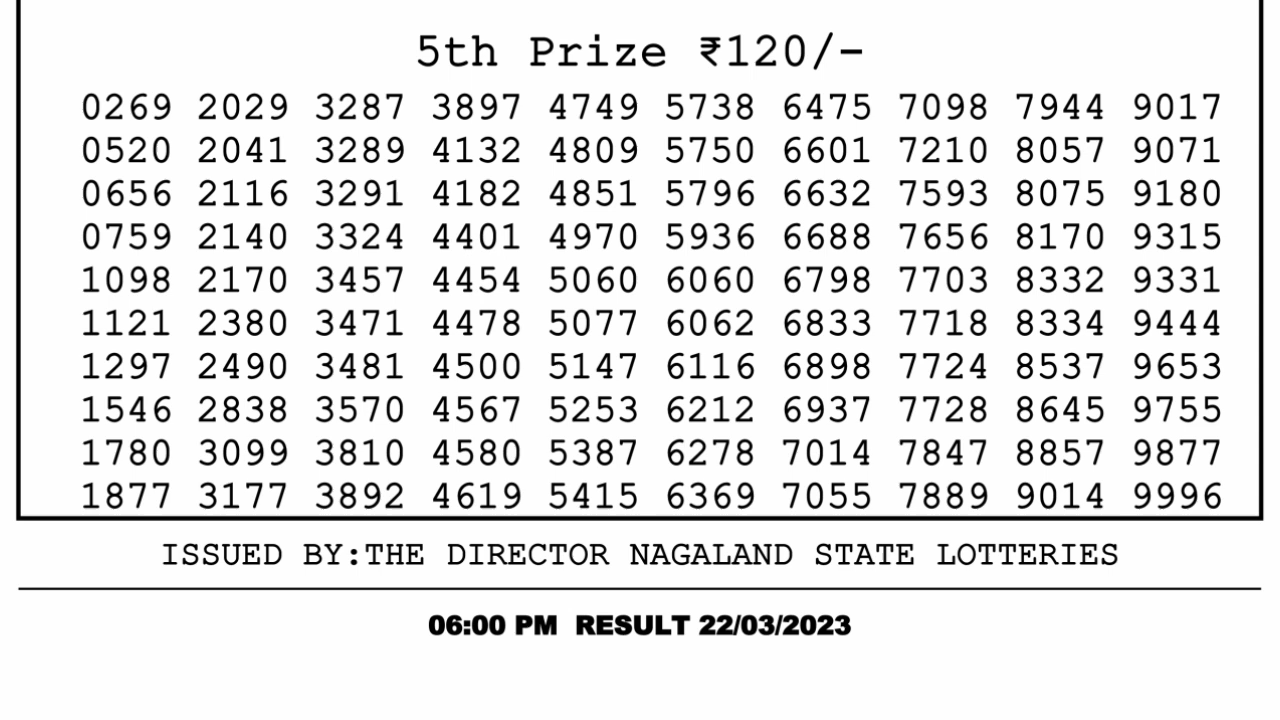 5th Prize ₹120/-
0269 2029 3287 3897 4749 5738 6475 7098 7944 9017
0520 2041 3289 4132 4809 5750 6601 7210 8057 9071
0656 2116 3291 4182 4851 5796 6632 7593 8075 9180
0759 2140 3324 4401 4970 5936 6688 7656 8170 9315
1098 2170 3457 4454 5060 6060 6798 7703 8332 9331
1121 2380 3471 4478 5077 6062 6833 7718 8334 9444
1297 2490 3481 4500 5147 6116 6898 7724 8537 9653
1546 2838 3570 4567 5253 6212 6937 7728 8645 9755
1780 3099 3810 4580 5387 6278 7014 7847 8857 9877
1877 3177 3892 4619 5415 6369 7055 7889 9014 9996
ISSUED BY:THE DIRECTOR NAGALAND STATE LOTTERIES
06:00 PM RESULT 22/03/2023